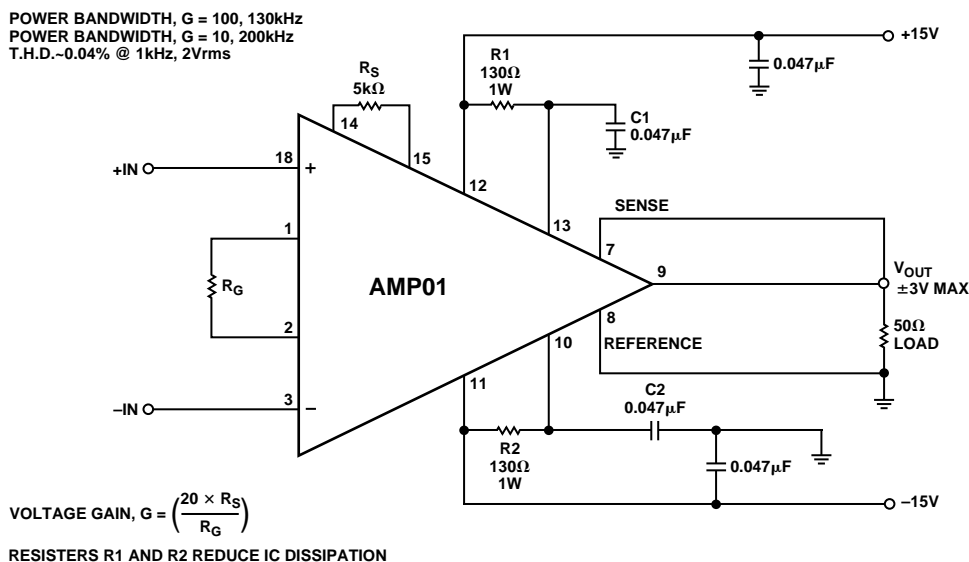 POWER BANDWIDTH, G = 100, 130kHz
POWER BANDWIDTH, G = 10, 200kHz
T.H.D.~0.04% @ 1kHz, 2Vrms
+15V
0.047µF
R1
130Ω
1W
RS
5kΩ
C1
0.047µF
14
15
+IN
18
+
12
13
SENSE
1
7
RG
AMP01
9
VOUT
±3V MAX
2
8
REFERENCE
50Ω
LOAD
10
11
–IN
3
–
C2
0.047µF
R2
130Ω
1W
0.047µF
–15V
VOLTAGE GAIN, G = (20 × RS / RG)
RESISTERS R1 AND R2 REDUCE IC DISSIPATION